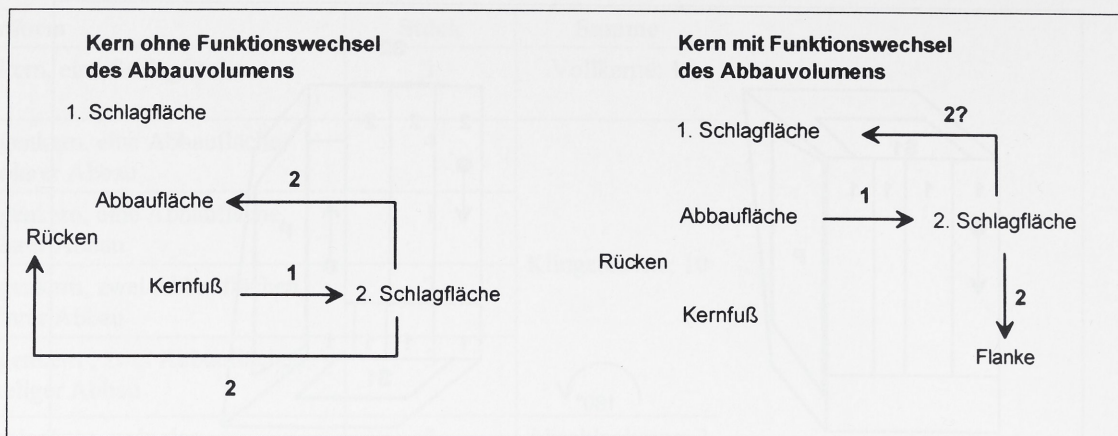 Kern ohne Funktionswechsel
des Abbauvolumens
1. Schlagfläche
2
Abbaufläche
Rücken
1
Kernfuß
2. Schlagfläche
2
Kern mit Funktionswechsel
des Abbauvolumens
2?
1. Schlagfläche
1
Abbaufläche
2. Schlagfläche
Rücken
2
Kernfuß
Flanke